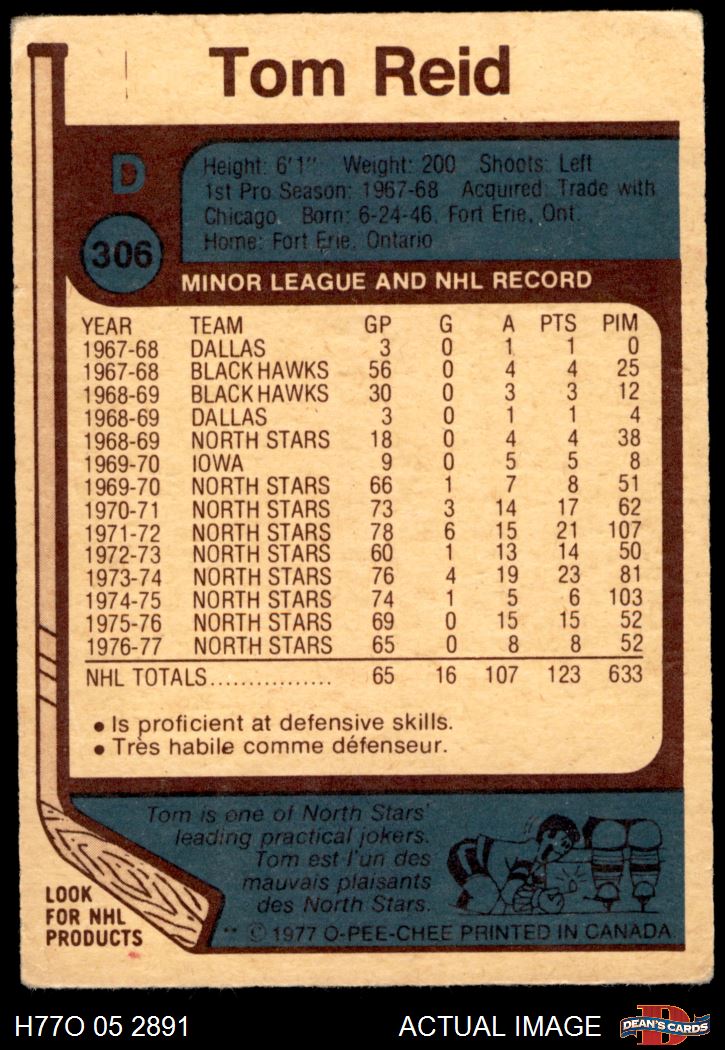 Tom Reid
D
306
Height: 6'1" Weight: 200 Shoots: Left
1st Pro Season: 1967-68 Acquired: Trade with
Chicago. Born: 6-24-46, Fort Erie, Ont.
Home: Fort Erie, Ontario
MINOR LEAGUE AND NHL RECORD
YEAR TEAM GP G A PTS PIM
1967-68 DALLAS 3 0 1 1 0
1967-68 BLACK HAWKS 56 0 4 4 25
1968-69 BLACK HAWKS 30 0 3 3 12
1968-69 DALLAS 3 0 1 1 4
1968-69 NORTH STARS 18 0 4 4 38
1969-70 IOWA 9 0 5 5 8
1969-70 NORTH STARS 66 1 7 8 51
1970-71 NORTH STARS 73 3 14 17 62
1971-72 NORTH STARS 78 6 15 21 107
1972-73 NORTH STARS 60 1 13 14 50
1973-74 NORTH STARS 76 4 19 23 81
1974-75 NORTH STARS 74 1 5 6 103
1975-76 NORTH STARS 69 0 15 15 52
1976-77 NORTH STARS 65 0 8 8 52
NHL TOTALS................ 65 16 107 123 633
• Is proficient at defensive skills.
• Très habile comme défenseur.
Tom is one of North Stars'
leading practical jokers.
Tom est l'un des
mauvais plaisants
des North Stars.
LOOK
FOR NHL
PRODUCTS
** © 1977 O-PEE-CHEE PRINTED IN CANADA
H77O 05 2891 ACTUAL IMAGE
D
DEAN'S CARDS